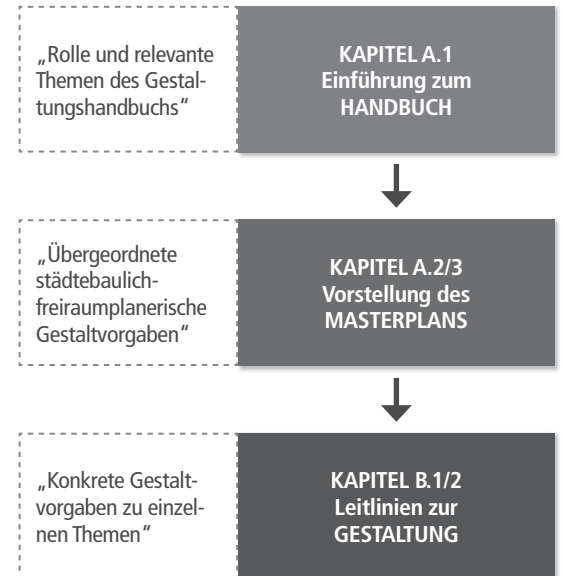 „Rolle und relevante
Themen des Gestal-
tungshandbuchs“
KAPITEL A.1
Einführung zum
HANDBUCH
„Übergeordnete
städtebaulich-
freiraumplanerische
Gestaltvorgaben“
KAPITEL A.2/3
Vorstellung des
MASTERPLANS
„Konkrete Gestalt-
vorgaben zu einzel-
nen Themen“
KAPITEL B.1/2
Leitlinien zur
GESTALTUNG